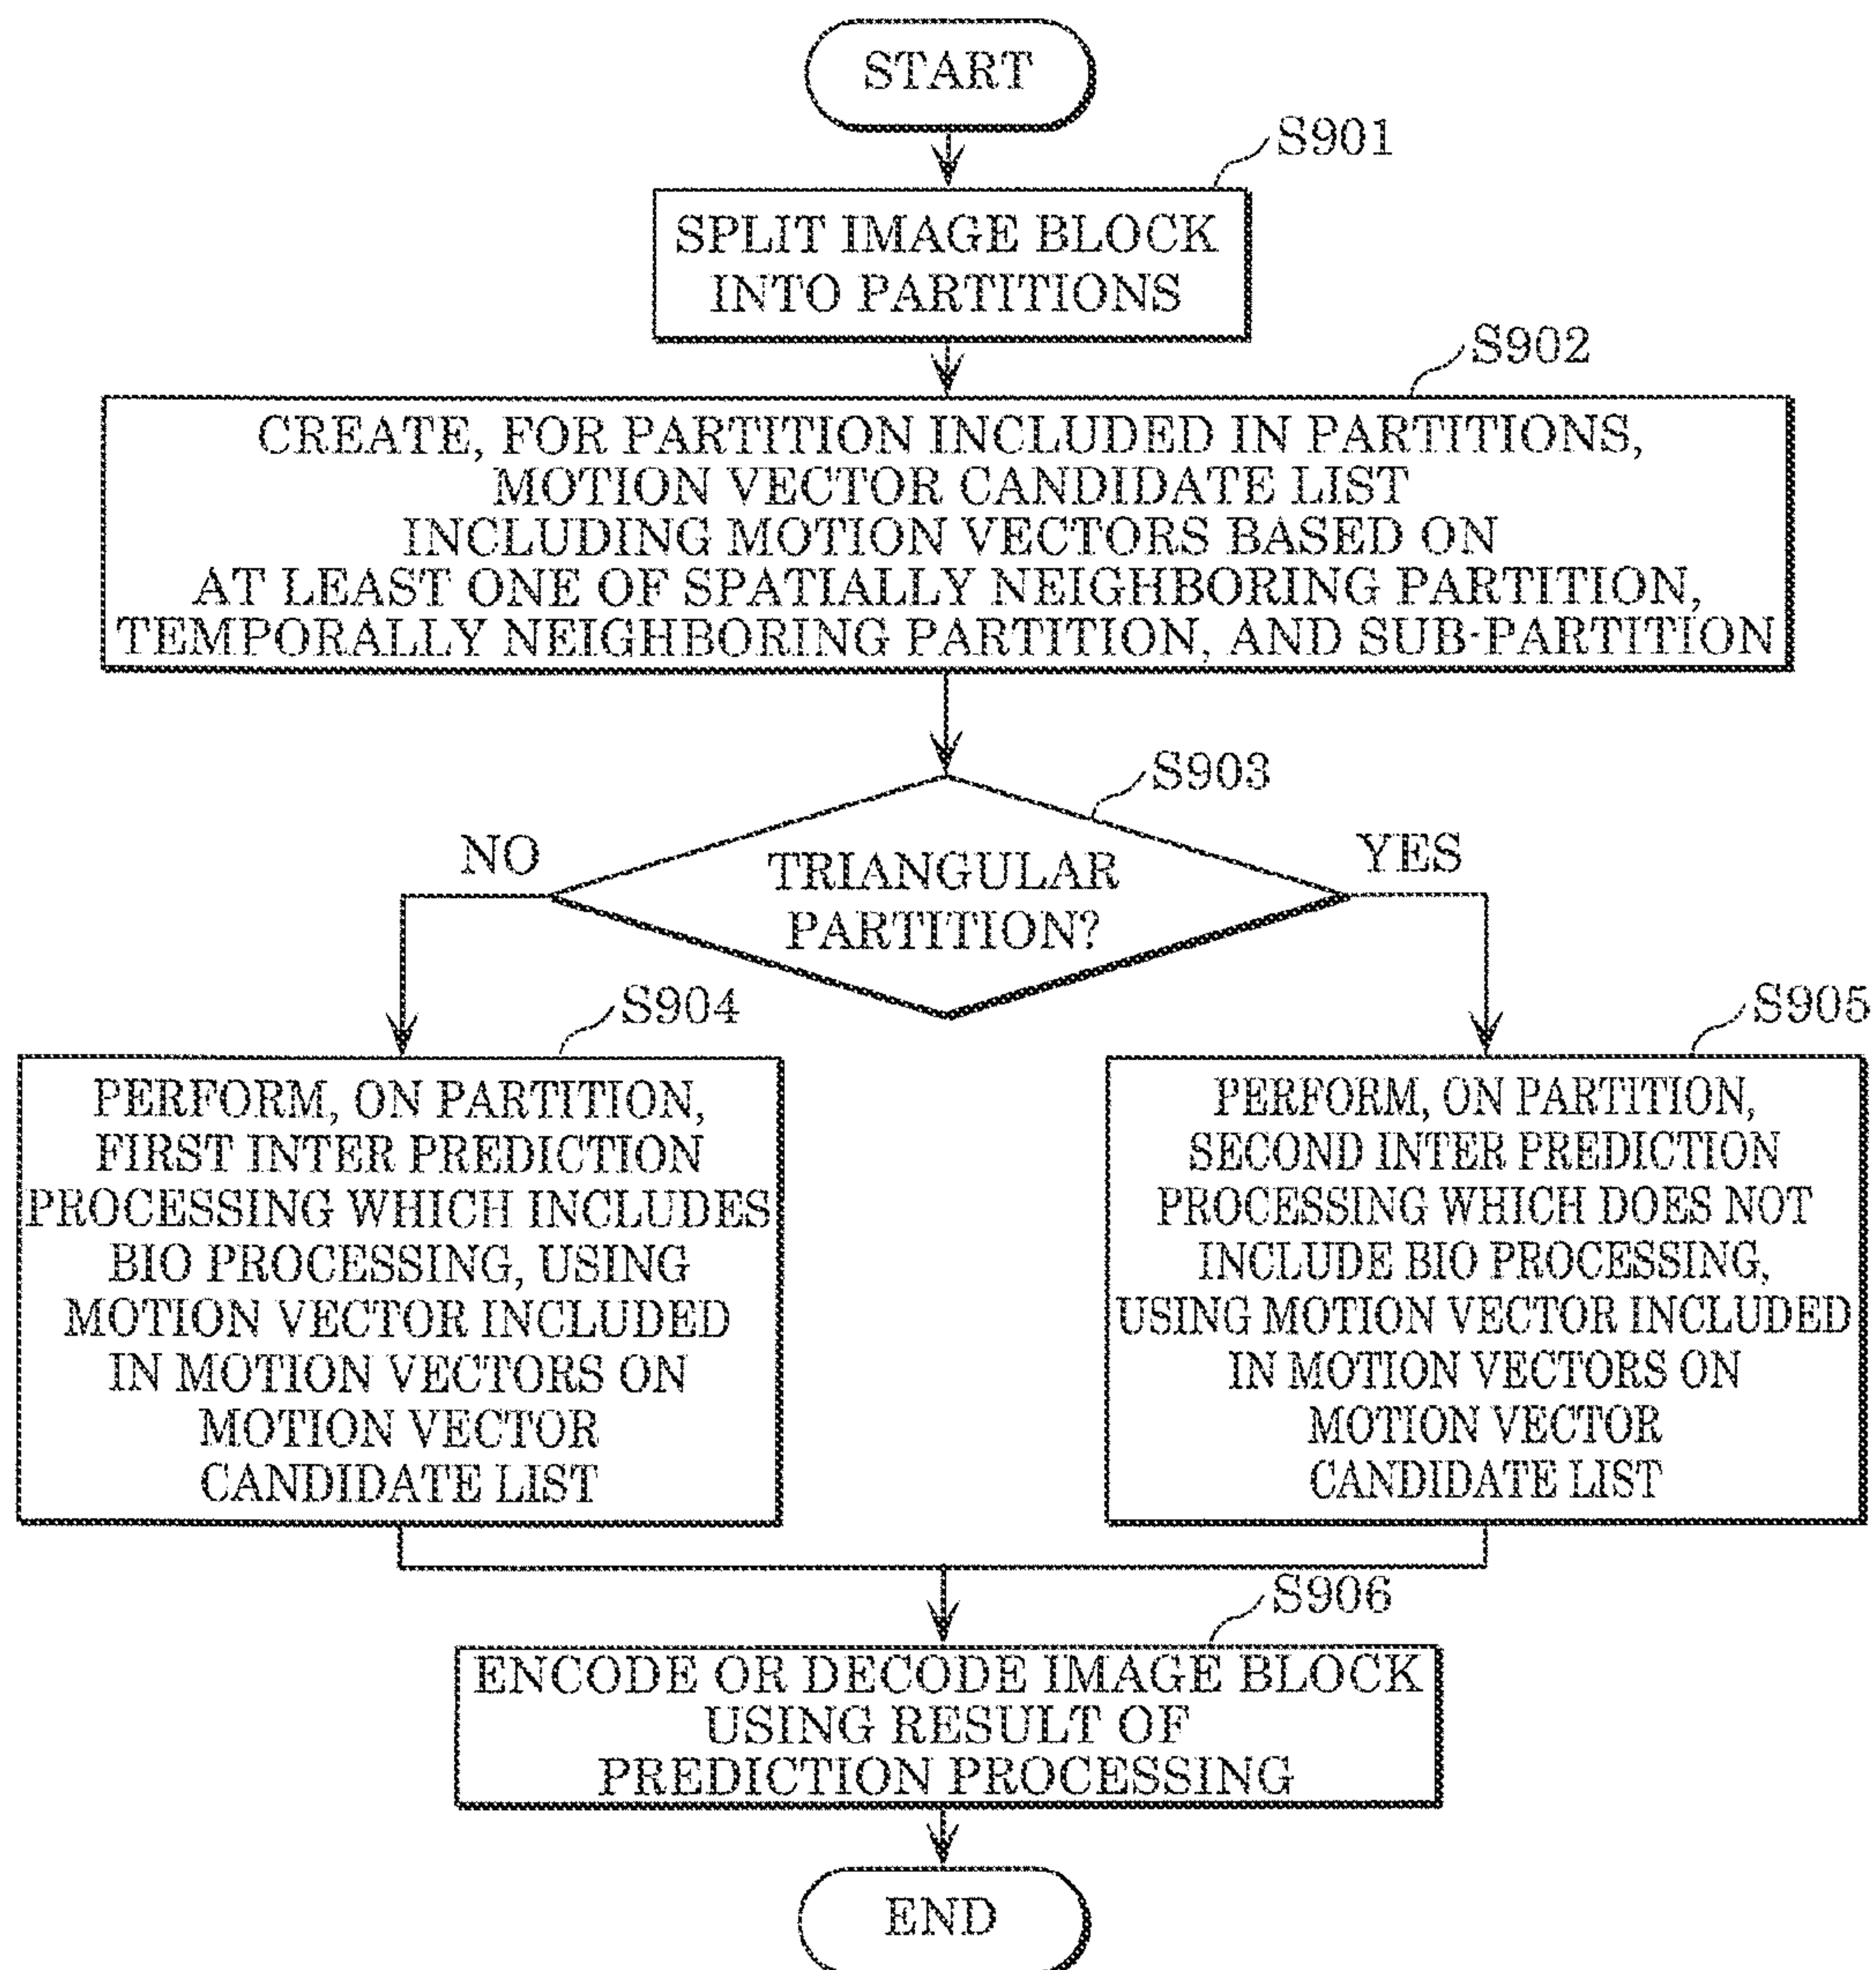 START
S901
SPLIT IMAGE BLOCK
INTO PARTITIONS
S902
CREATE, FOR PARTITION INCLUDED IN PARTITIONS,
MOTION VECTOR CANDIDATE LIST
INCLUDING MOTION VECTORS BASED ON
AT LEAST ONE OF SPATIALLY NEIGHBORING PARTITION,
TEMPORALLY NEIGHBORING PARTITION, AND SUB-PARTITION
S903
NO
YES
TRIANGULAR
PARTITION?
S904
PERFORM, ON PARTITION,
FIRST INTER PREDICTION
PROCESSING WHICH INCLUDES
BIO PROCESSING, USING
MOTION VECTOR INCLUDED
IN MOTION VECTORS ON
MOTION VECTOR
CANDIDATE LIST
S905
PERFORM, ON PARTITION,
SECOND INTER PREDICTION
PROCESSING WHICH DOES NOT
INCLUDE BIO PROCESSING,
USING MOTION VECTOR INCLUDED
IN MOTION VECTORS ON
MOTION VECTOR
CANDIDATE LIST
S906
ENCODE OR DECODE IMAGE BLOCK
USING RESULT OF
PREDICTION PROCESSING
END